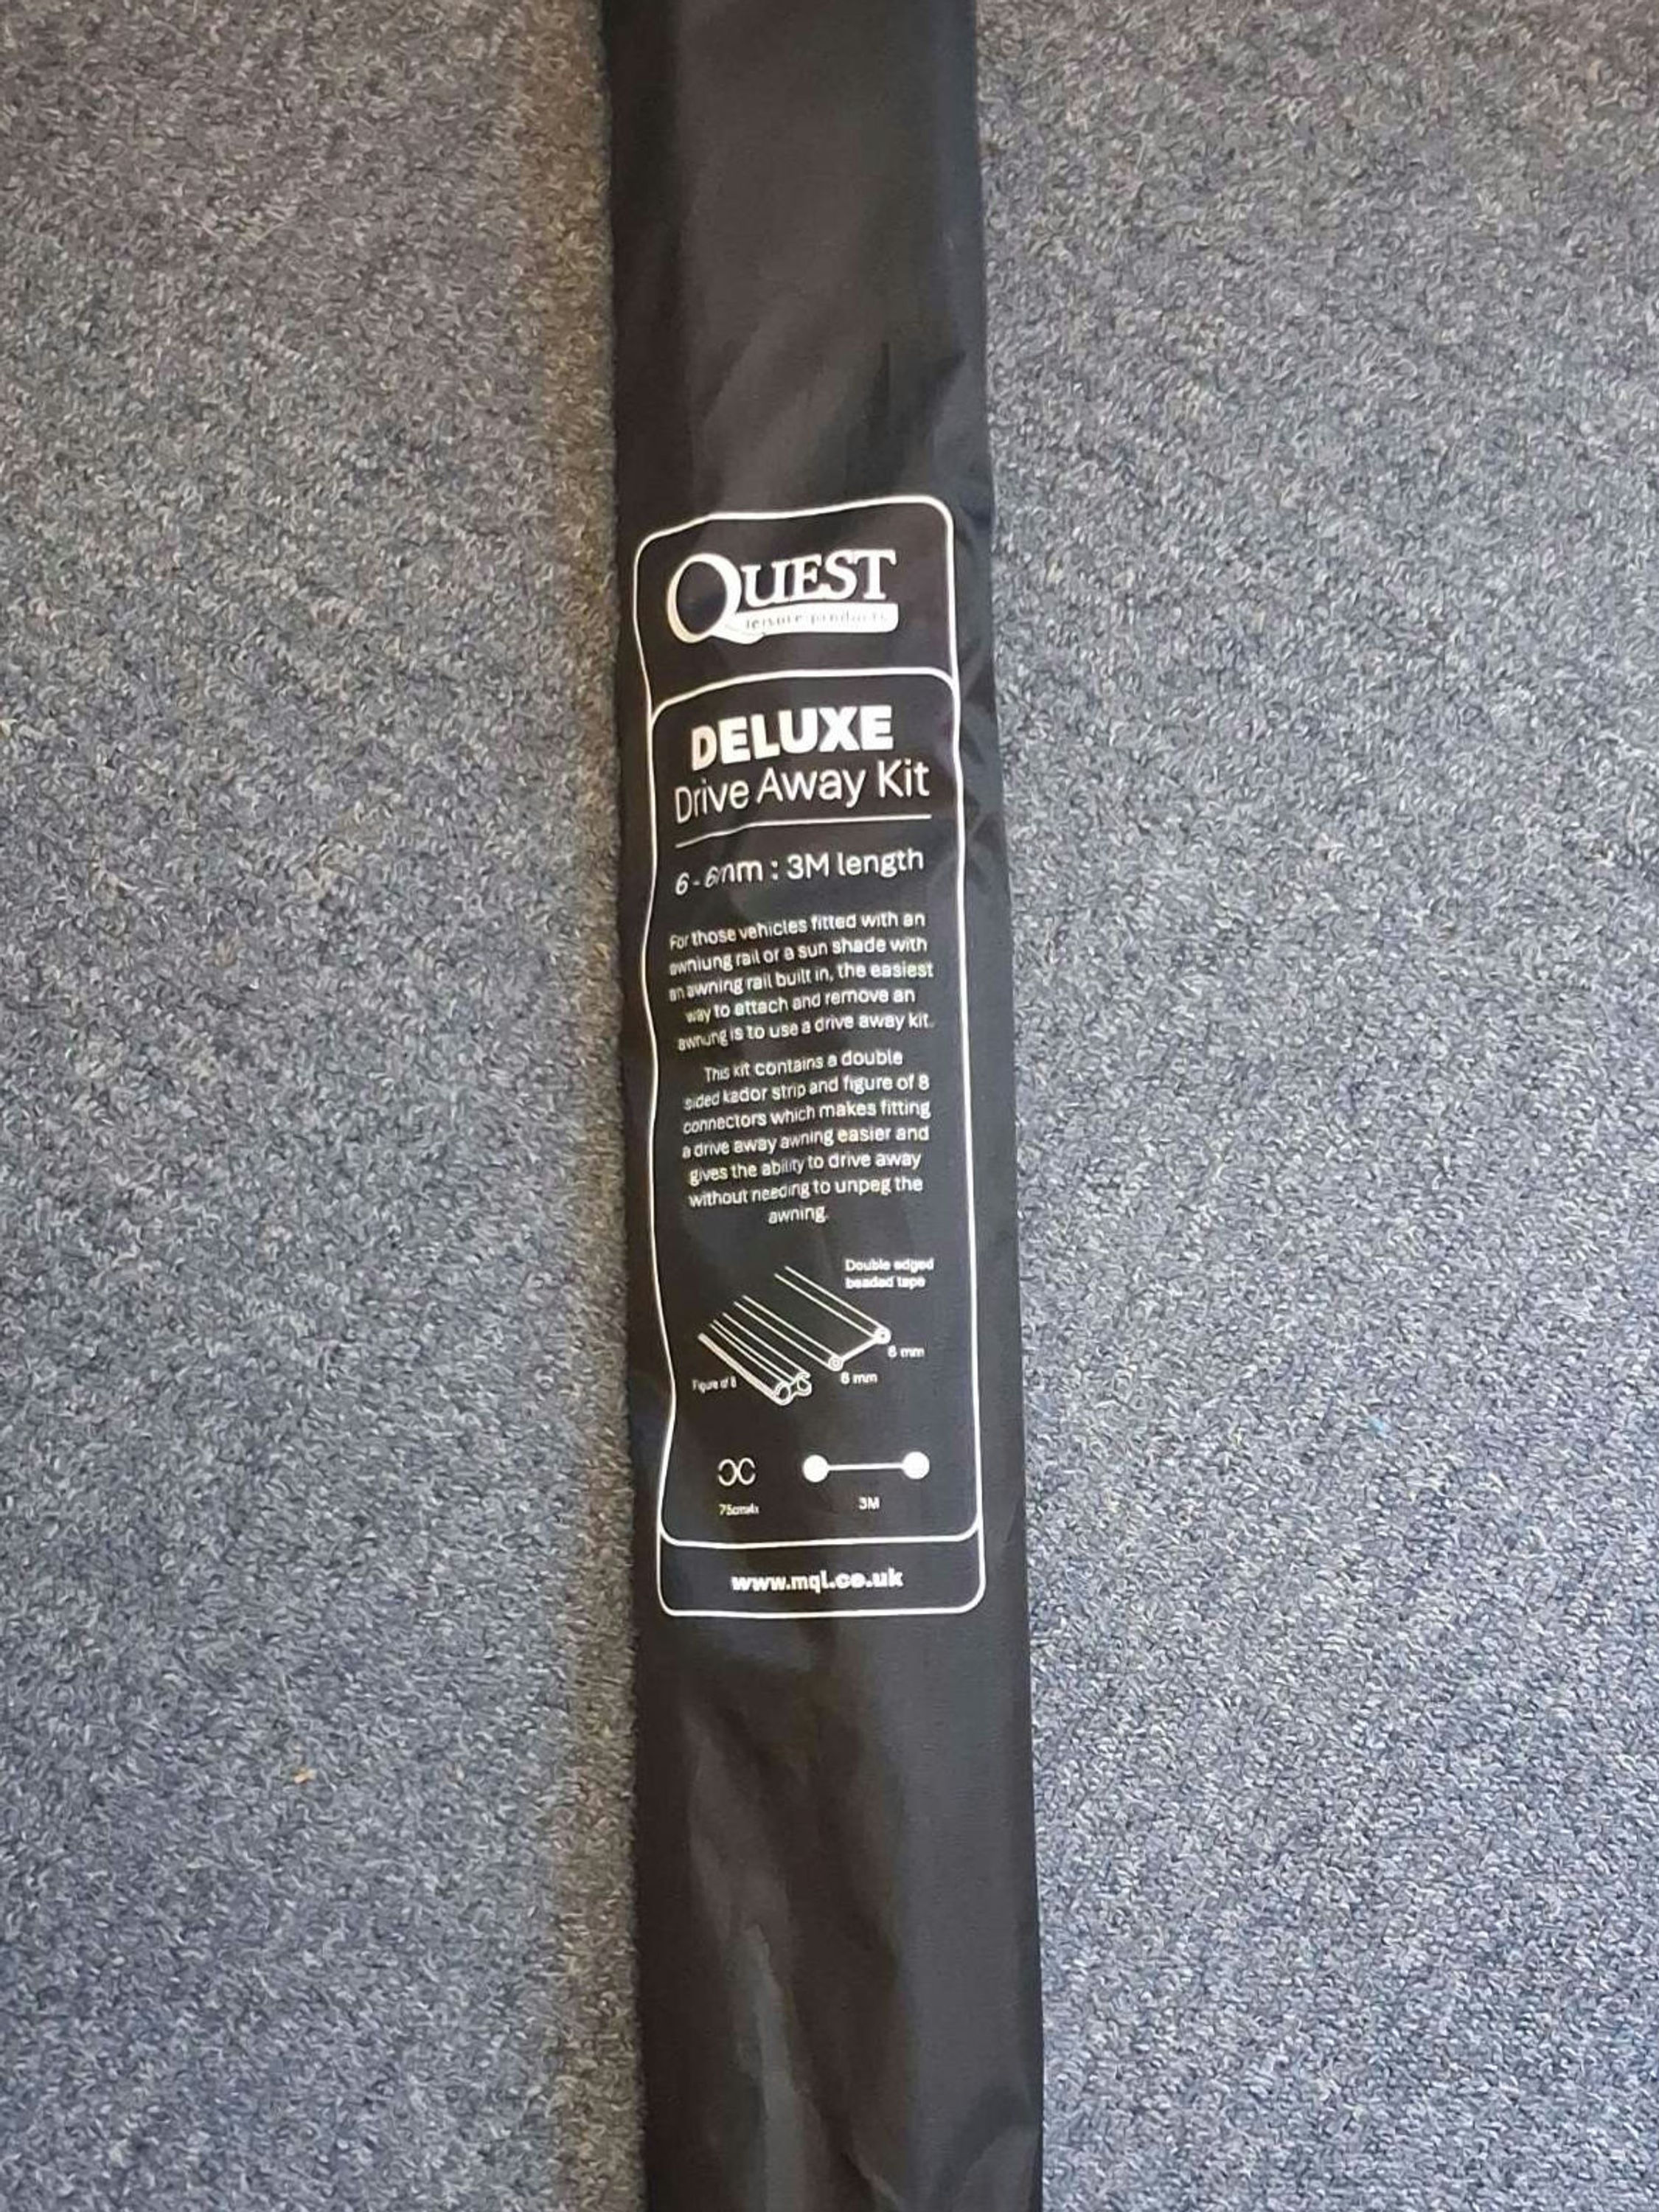 QUEST
leisure products
DELUXE
Drive Away Kit
6-6mm : 3M length
For those vehicles fitted with an
awniung rail or a sun shade with
an awning rail built in, the easiest
way to attach and remove an
awnung is to use a drive away kit.
This kit contains a double
sided kador strip and figure of 8
connectors which makes fitting
a drive away awning easier and
gives the ability to drive away
without needing to unpeg the
awning.
Double edged
beaded tape
6 mm
6 mm
Figure of 8
3M
www.mql.co.uk